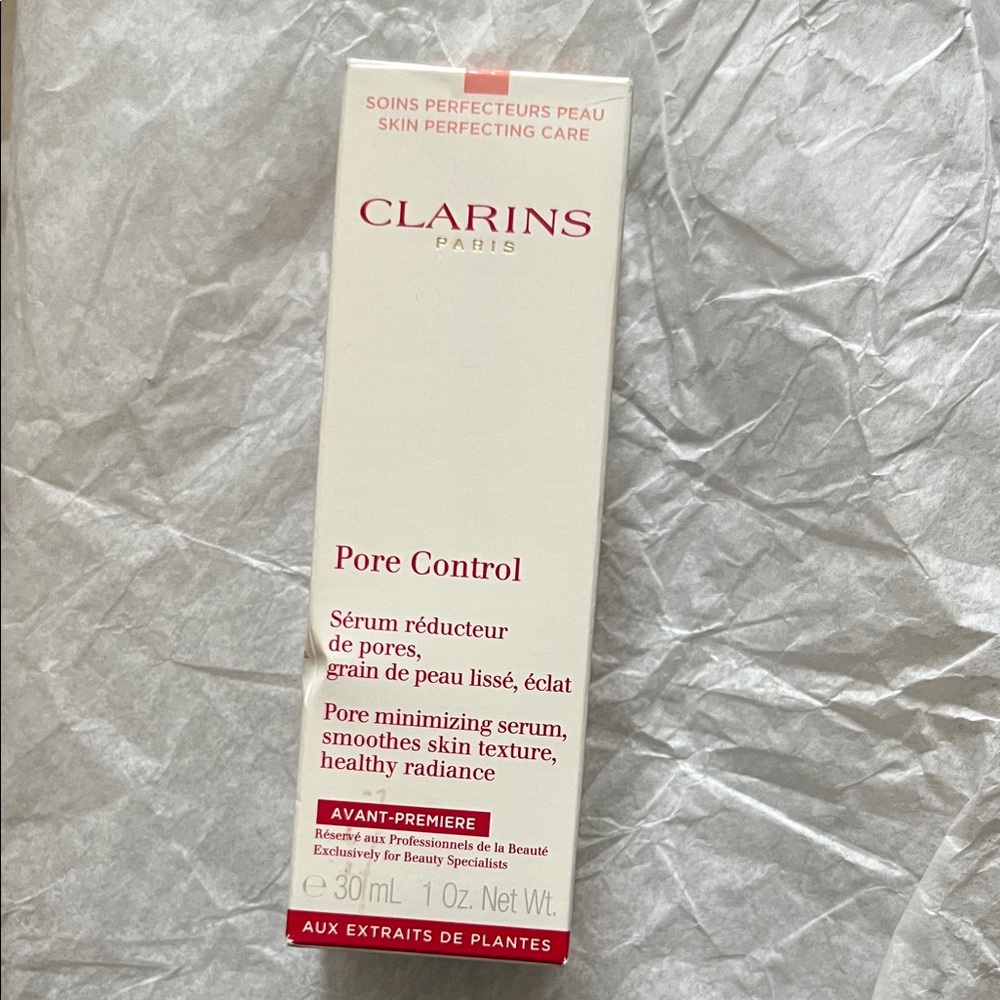 SOINS PERFECTEURS PEAU
SKIN PERFECTING CARE
CLARINS
PARIS
Pore Control
Sérum réducteur
de pores,
grain de peau lissé, éclat
Pore minimizing serum,
smoothes skin texture,
healthy radiance
AVANT-PREMIERE
Réservé aux Professionnels de la Beauté
Exclusively for Beauty Specialists
℮ 30 mL 1 Oz. Net Wt.
AUX EXTRAITS DE PLANTES